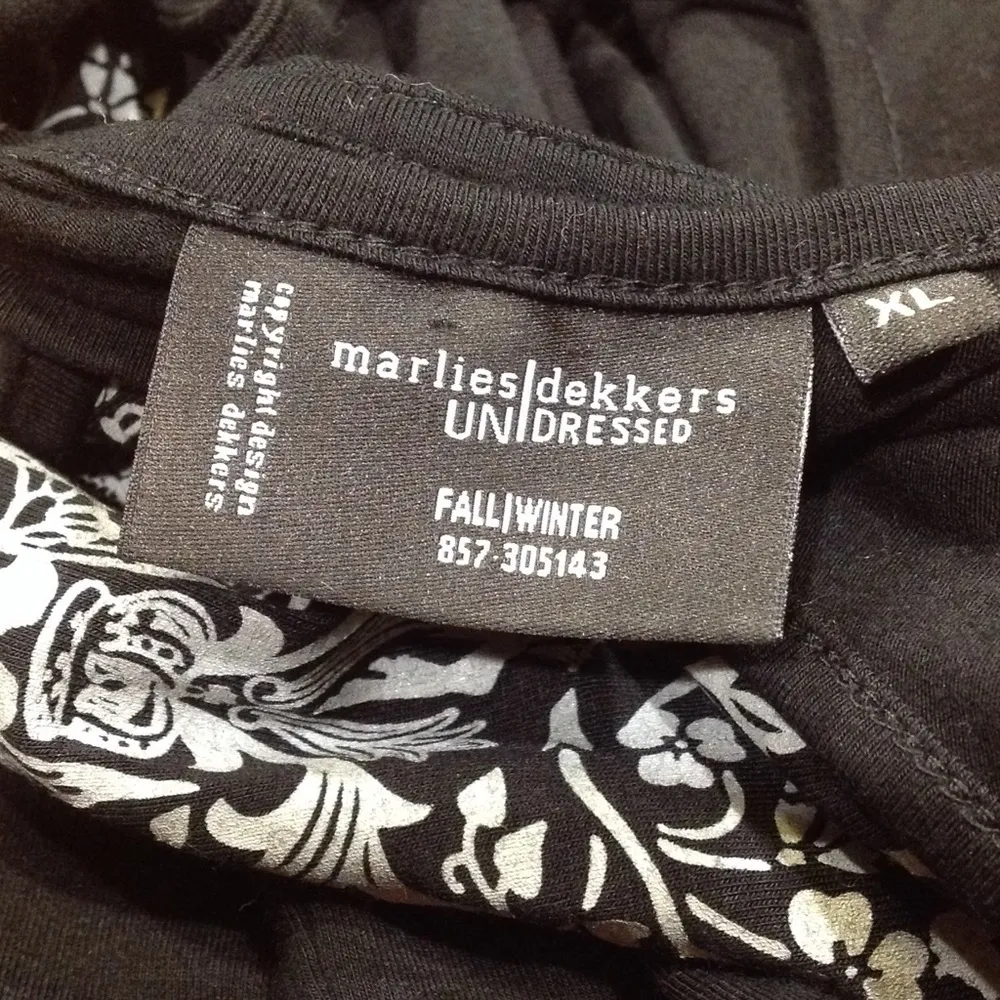 copyright design
marlies dekkers
marlies|dekkers
UN|DRESSED
FALL|WINTER
857-305143
XL